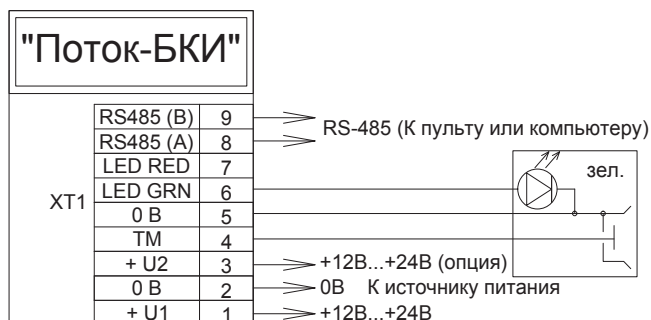 "Поток-БКИ"
XT1
RS485 (B) 9
RS485 (A) 8
RS-485 (К пульту или компьютеру)
LED RED 7
зел.
LED GRN 6
0 В 5
TM 4
+ U2 3 +12В...+24В (опция)
0 В 2 0В К источнику питания
+ U1 1 +12В...+24В